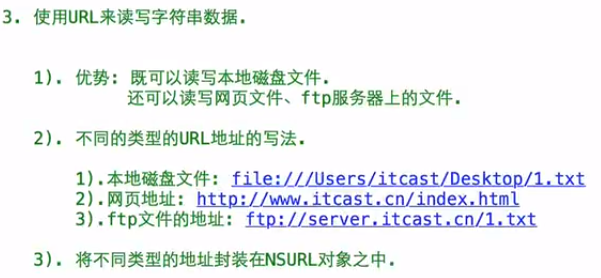 3. 使用URL来读写字符串数据.
1). 优势: 既可以读写本地磁盘文件.
还可以读写网页文件、ftp服务器上的文件.
2). 不同的类型的URL地址的写法.
1).本地磁盘文件: file:///Users/itcast/Desktop/1.txt
2).网页地址: http://www.itcast.cn/index.html
3).ftp文件的地址: ftp://server.itcast.cn/1.txt
3). 将不同类型的地址封装在NSURL对象之中.